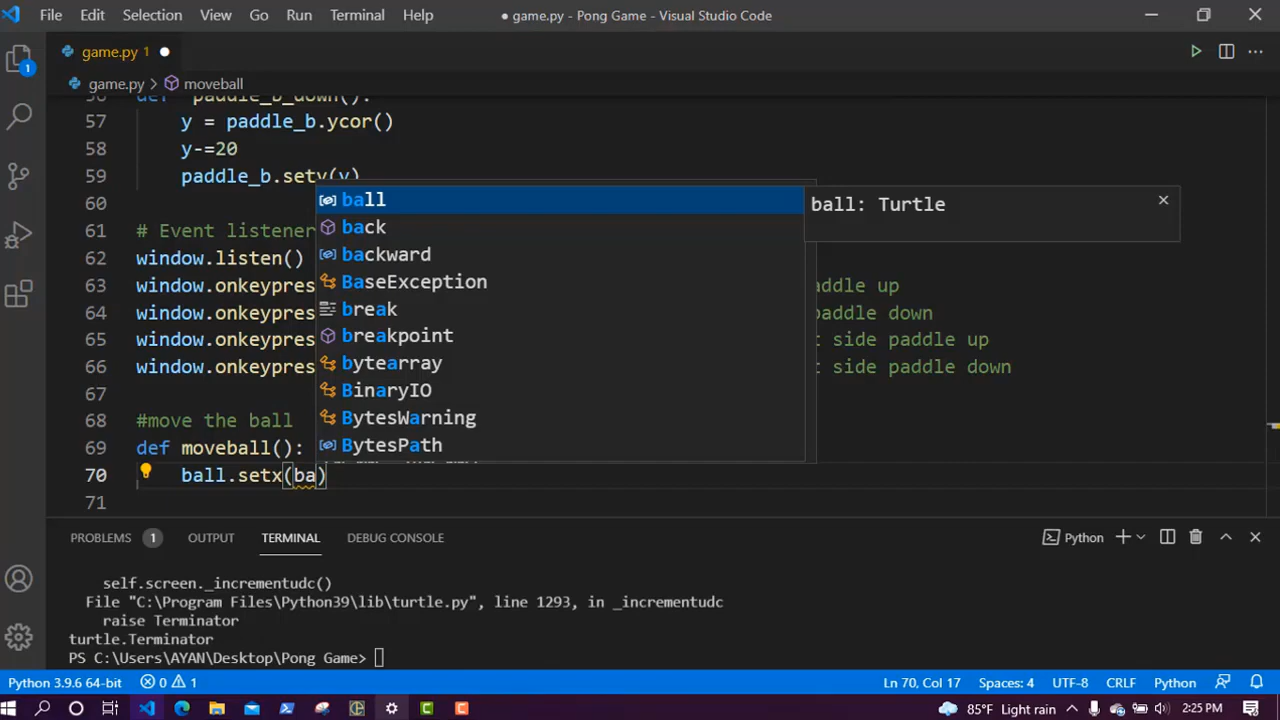 File Edit Selection View Go Run Terminal Help
● game.py - Pong Game - Visual Studio Code
game.py 1 ●
game.py > moveball
56 def paddle_b_down():
57 y = paddle_b.ycor()
58 y-=20
59 paddle_b.sety(y)
60
61 # Event listener
62 window.listen()
63 window.onkeypres addle up
64 window.onkeypres paddle down
65 window.onkeypres t side paddle up
66 window.onkeypres t side paddle down
67
68 #move the ball
69 def moveball():
70 ball.setx(ba)
71
ball
back
backward
BaseException
break
breakpoint
bytearray
BinaryIO
BytesWarning
BytesPath
ball: Turtle
1
PROBLEMS 1 OUTPUT TERMINAL DEBUG CONSOLE
Python
self.screen._incrementudc()
File "C:\Program Files\Python39\lib\turtle.py", line 1293, in _incrementudc
raise Terminator
turtle.Terminator
PS C:\Users\AYAN\Desktop\Pong Game>
Python 3.9.6 64-bit 0 1
Ln 70, Col 17 Spaces: 4 UTF-8 CRLF Python
85°F Light rain 2:25 PM